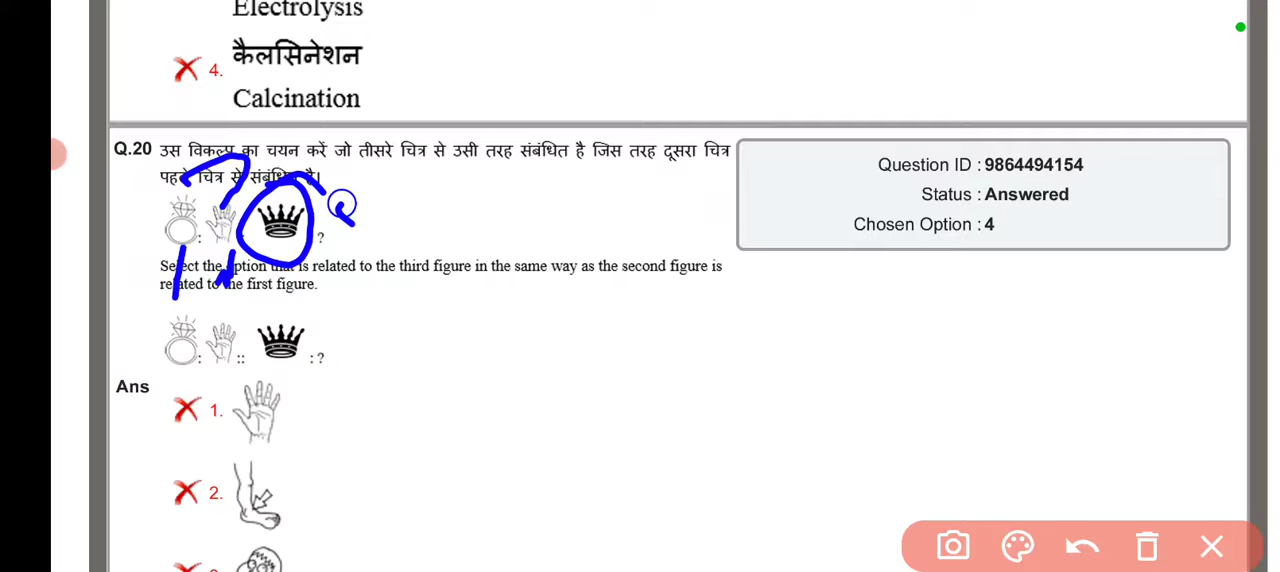 Electrolysis
4.
कैलसिनेशन
Calcination
Q.20 उस विकल्प का चयन करें जो तीसरे चित्र से उसी तरह संबंधित है जिस तरह दूसरा चित्र
पहले चित्र से संबंधित है।
: :: : ?
Select the option that is related to the third figure in the same way as the second figure is
related to the first figure.
: :: : ?
Ans
1.
2.
Question ID : 9864494154
Status : Answered
Chosen Option : 4